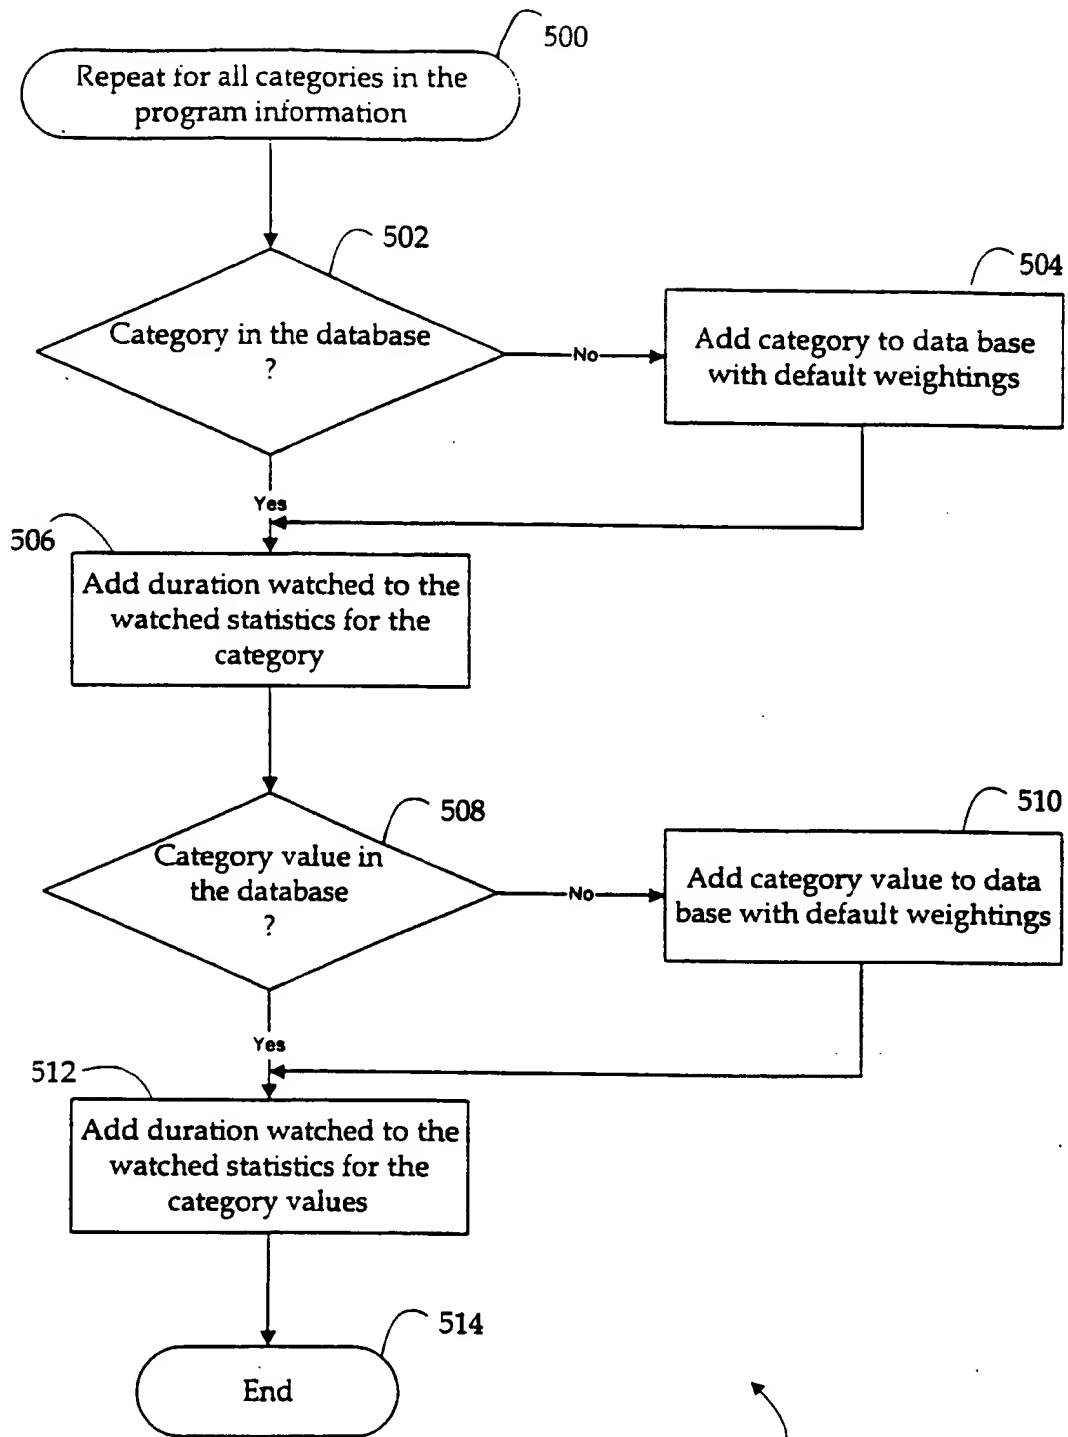 500
Repeat for all categories in the
program information
502
Category in the database
?
No
504
Add category to data base
with default weightings
Yes
506
Add duration watched to the
watched statistics for the
category
508
Category value in
the database
?
No
510
Add category value to data
base with default weightings
Yes
512
Add duration watched to the
watched statistics for the
category values
514
End